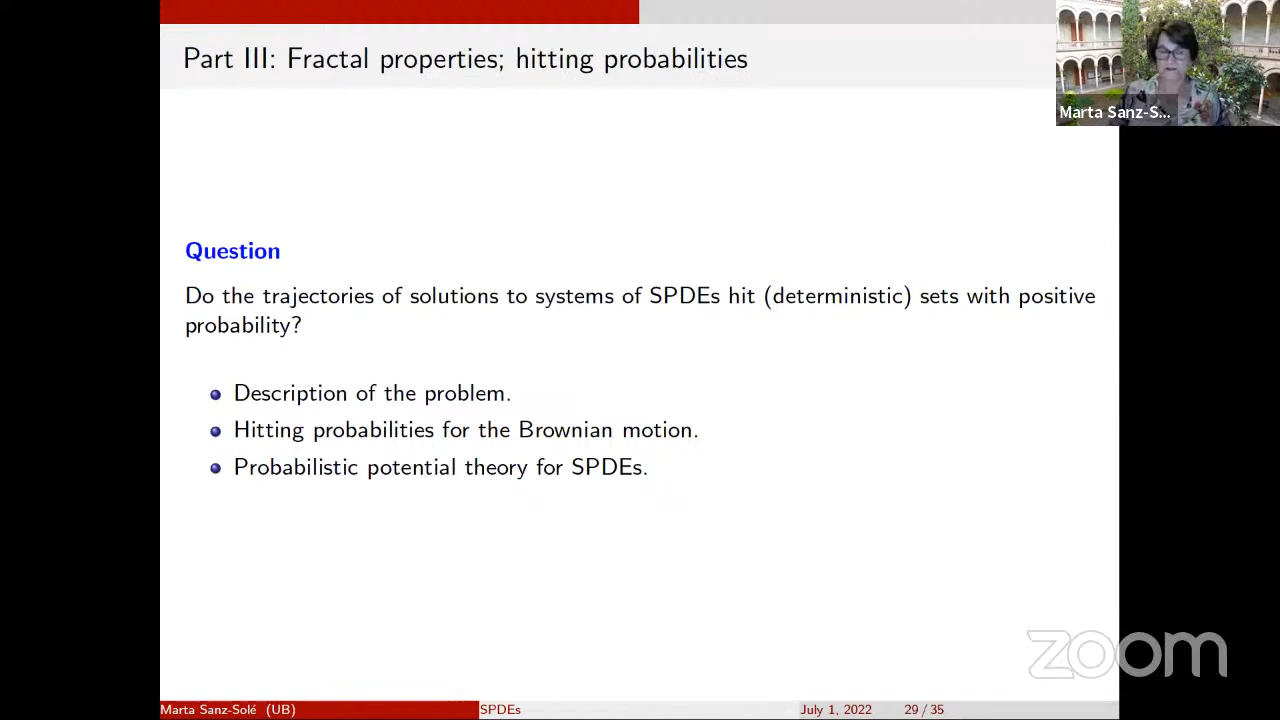 Part III: Fractal properties; hitting probabilities
Marta Sanz-S...
Question
Do the trajectories of solutions to systems of SPDEs hit (deterministic) sets with positive
probability?
Description of the problem.
Hitting probabilities for the Brownian motion.
Probabilistic potential theory for SPDEs.
zoom
Marta Sanz-Solé (UB)
SPDEs
July 1, 2022
29 / 35